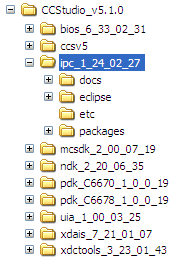 CCStudio_v5.1.0
bios_6_33_02_31
ccsv5
ipc_1_24_02_27
docs
eclipse
etc
packages
mcsdk_2_00_07_19
ndk_2_20_06_35
pdk_C6670_1_0_0_19
pdk_C6678_1_0_0_19
uia_1_00_03_25
xdais_7_21_01_07
xdctools_3_23_01_43